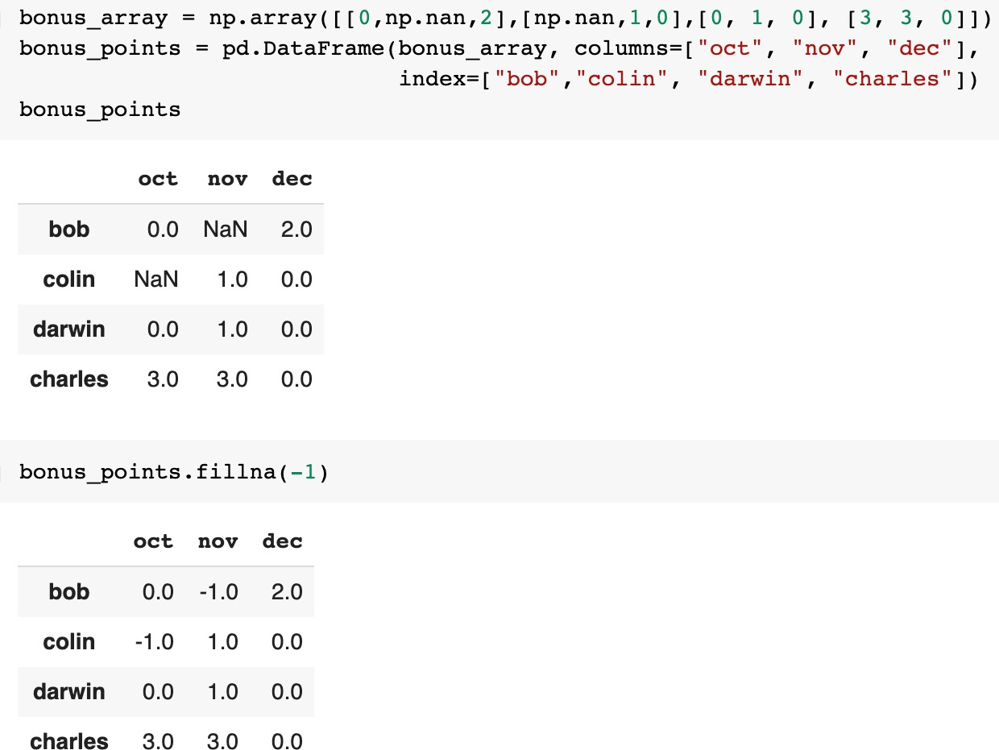 bonus_array = np.array([[0,np.nan,2],[np.nan,1,0],[0, 1, 0], [3, 3, 0]])
bonus_points = pd.DataFrame(bonus_array, columns=["oct", "nov", "dec"],
index=["bob","colin", "darwin", "charles"])
bonus_points
oct nov dec
bob 0.0 NaN 2.0
colin NaN 1.0 0.0
darwin 0.0 1.0 0.0
charles 3.0 3.0 0.0
bonus_points.fillna(-1)
oct nov dec
bob 0.0 -1.0 2.0
colin -1.0 1.0 0.0
darwin 0.0 1.0 0.0
charles 3.0 3.0 0.0